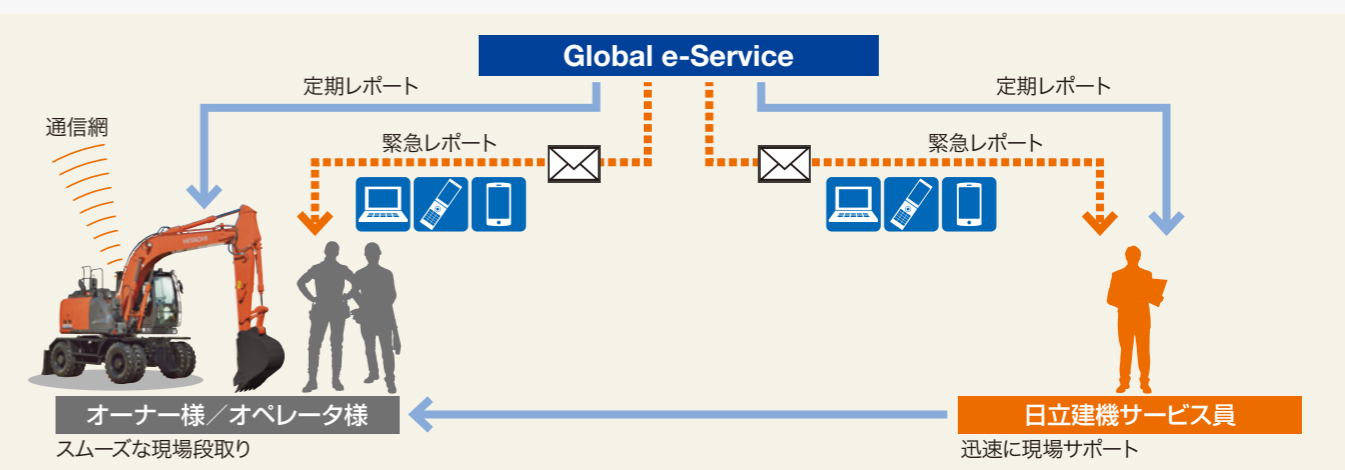 Global e-Service
定期レポート
定期レポート
通信網
緊急レポート
緊急レポート
HITACHI
オーナー様／オペレータ様
日立建機サービス員
スムーズな現場段取り
迅速に現場サポート